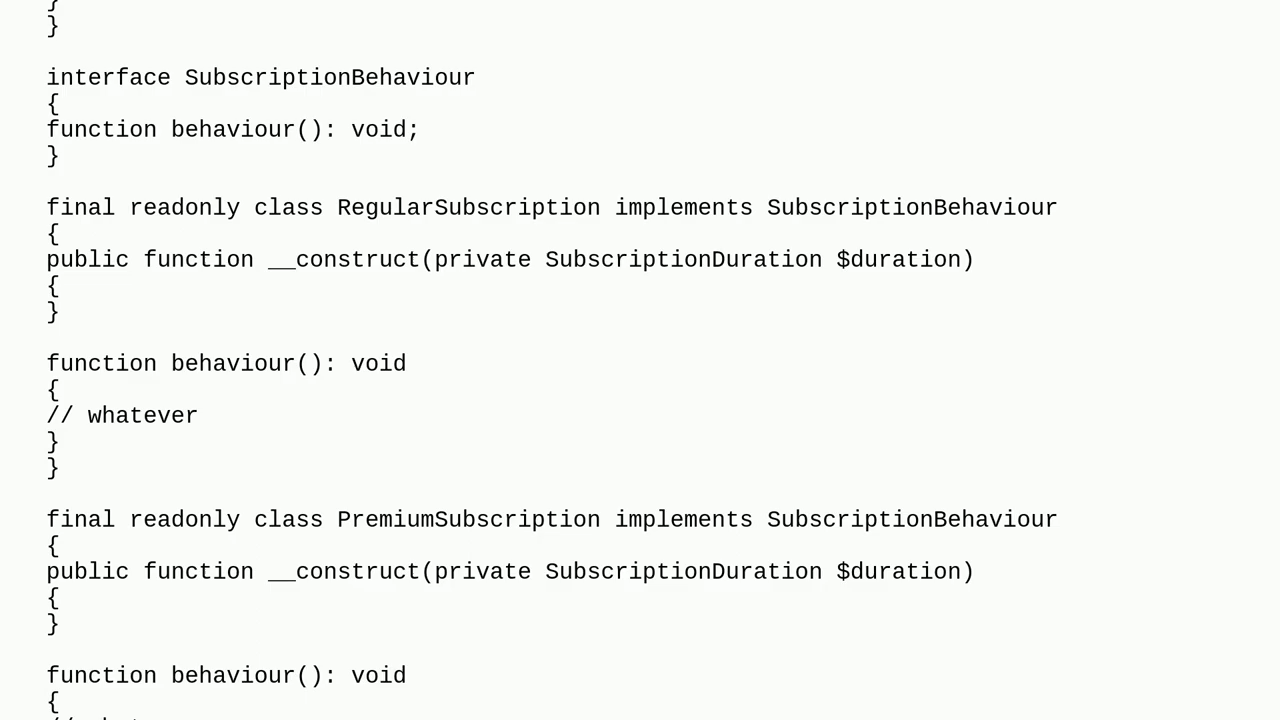 }
}
interface SubscriptionBehaviour
{
function behaviour(): void;
}
final readonly class RegularSubscription implements SubscriptionBehaviour
{
public function __construct(private SubscriptionDuration $duration)
{
}
function behaviour(): void
{
// whatever
}
}
final readonly class PremiumSubscription implements SubscriptionBehaviour
{
public function __construct(private SubscriptionDuration $duration)
{
}
function behaviour(): void
{